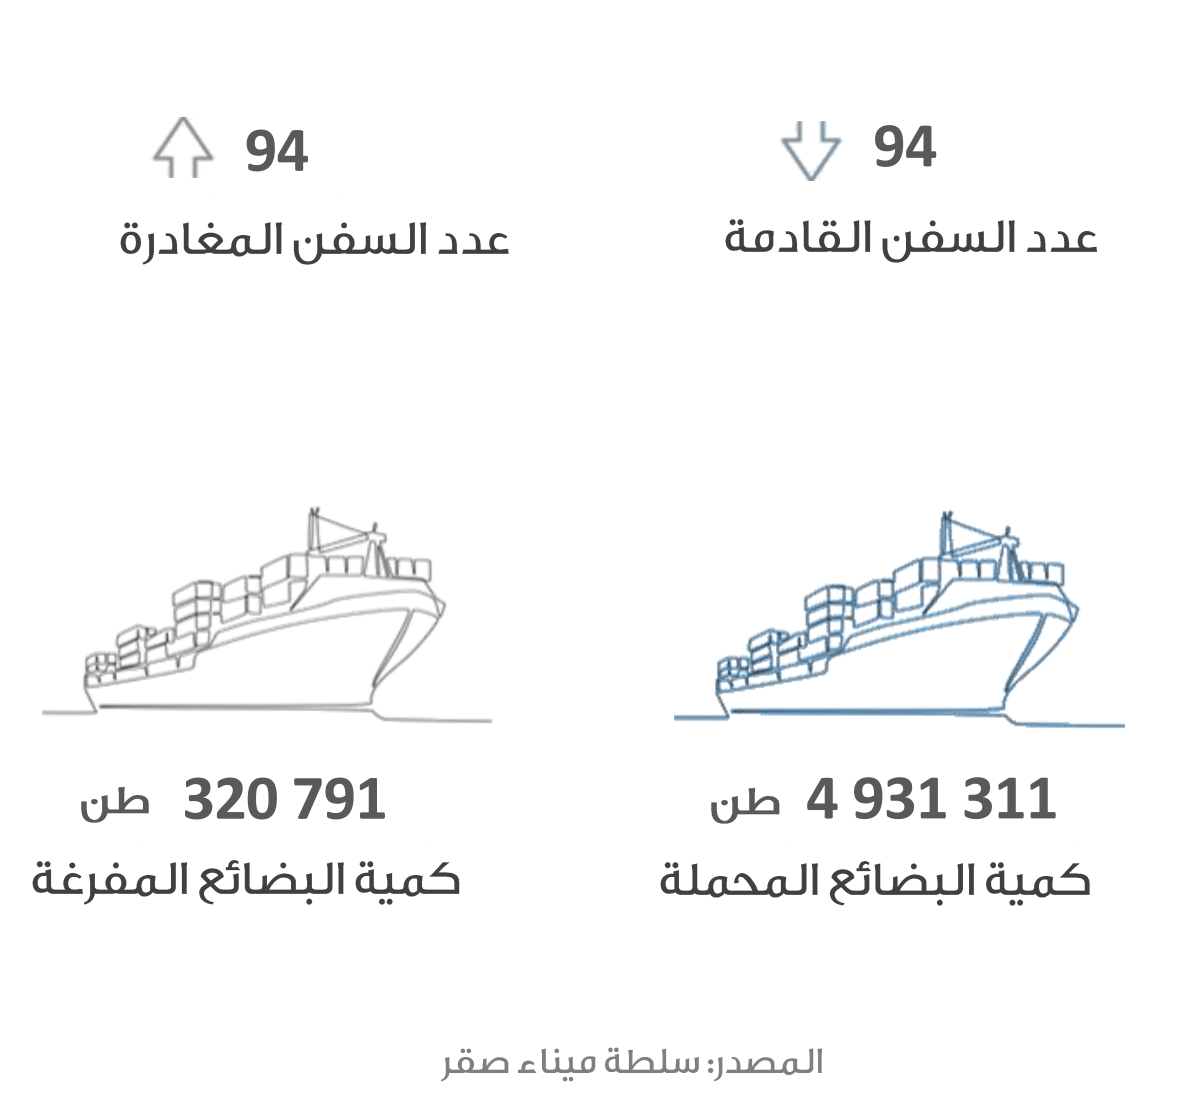 94
عدد السفن القادمة
94
عدد السفن المغادرة
4 931 311 طن
كمية البضائع المحملة
320 791 طن
كمية البضائع المفرغة
المصدر: سلطة ميناء صقر